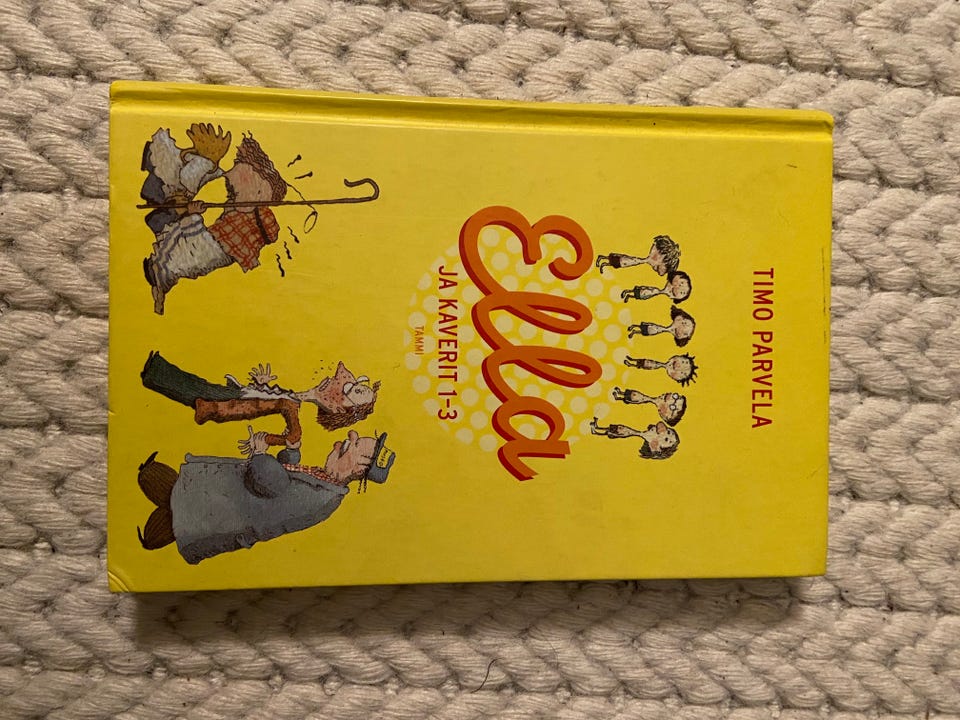 TIMO PARVELA
Ella
JA KAVERIT 1–3
TAMMI